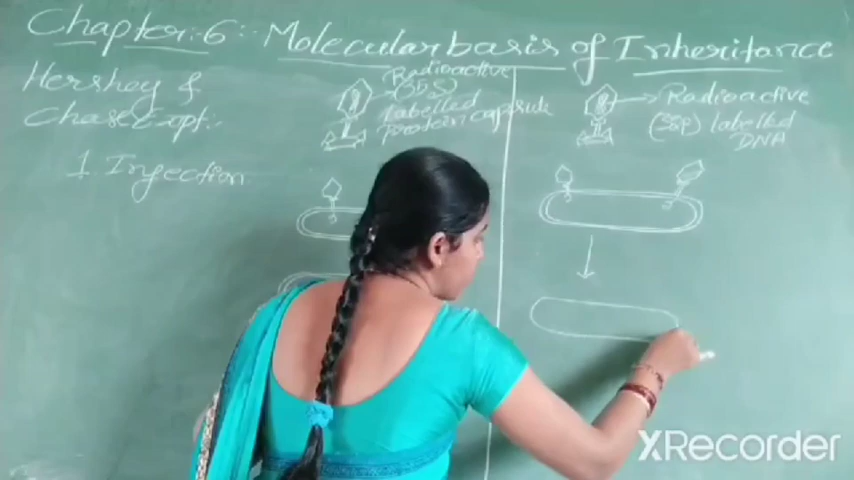 Chapter:-6:- Molecular basis of Inheritance
Hershey &
Chase Expt:-
1 Injection
Radioactive
(35S)
labelled
Protein capsule
Radioactive
(32P) labelled
DNA
XRecorder